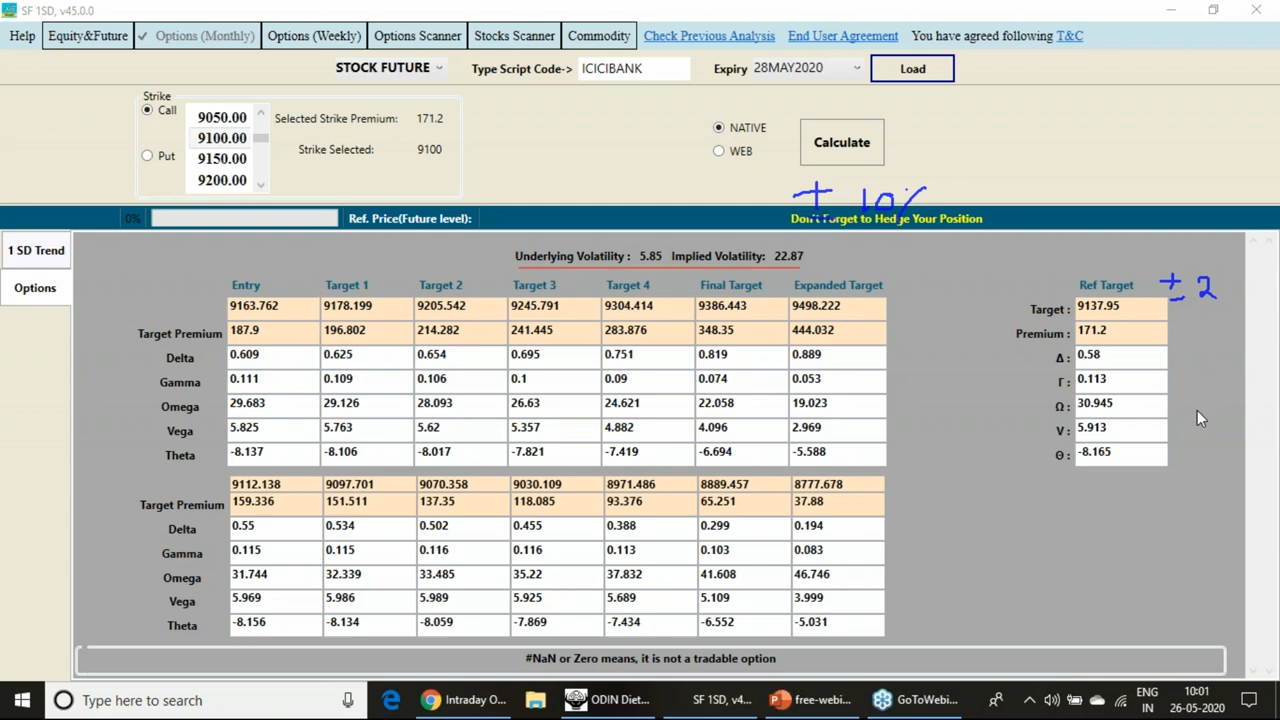 SF 1SD, v45.0.0
Help Equity&Future ✓ Options (Monthly) Options (Weekly) Options Scanner Stocks Scanner Commodity Check Previous Analysis End User Agreement You have agreed following T&C
STOCK FUTURE Type Script Code-> ICICIBANK Expiry 28MAY2020 Load
Strike
Call
Put
9050.00
9100.00
9150.00
9200.00
Selected Strike Premium: 171.2
Strike Selected: 9100
NATIVE
WEB
Calculate
± 10%
0% Ref. Price(Future level): Don't Forget to Hedge Your Position
1 SD Trend
Options
Underlying Volatility : 5.85 Implied Volatility: 22.87
Entry Target 1 Target 2 Target 3 Target 4 Final Target Expanded Target
9163.762 9178.199 9205.542 9245.791 9304.414 9386.443 9498.222
Target Premium 187.9 196.802 214.282 241.445 283.876 348.35 444.032
Delta 0.609 0.625 0.654 0.695 0.751 0.819 0.889
Gamma 0.111 0.109 0.106 0.1 0.09 0.074 0.053
Omega 29.683 29.126 28.093 26.63 24.621 22.058 19.023
Vega 5.825 5.763 5.62 5.357 4.882 4.096 2.969
Theta -8.137 -8.106 -8.017 -7.821 -7.419 -6.694 -5.588
Ref Target ± 2
Target : 9137.95
Premium : 171.2
Δ : 0.58
Γ : 0.113
Ω : 30.945
V : 5.913
Θ : -8.165
9112.138 9097.701 9070.358 9030.109 8971.486 8889.457 8777.678
Target Premium 159.336 151.511 137.35 118.085 93.376 65.251 37.88
Delta 0.55 0.534 0.502 0.455 0.388 0.299 0.194
Gamma 0.115 0.115 0.116 0.116 0.113 0.103 0.083
Omega 31.744 32.339 33.485 35.22 37.832 41.608 46.746
Vega 5.969 5.986 5.989 5.925 5.689 5.109 3.999
Theta -8.156 -8.134 -8.059 -7.869 -7.434 -6.552 -5.031
#NaN or Zero means, it is not a tradable option
Type here to search Intraday O... ODIN Diet... SF 1SD, v4... free-webi... GoToWebi... ENG IN 10:01 26-05-2020